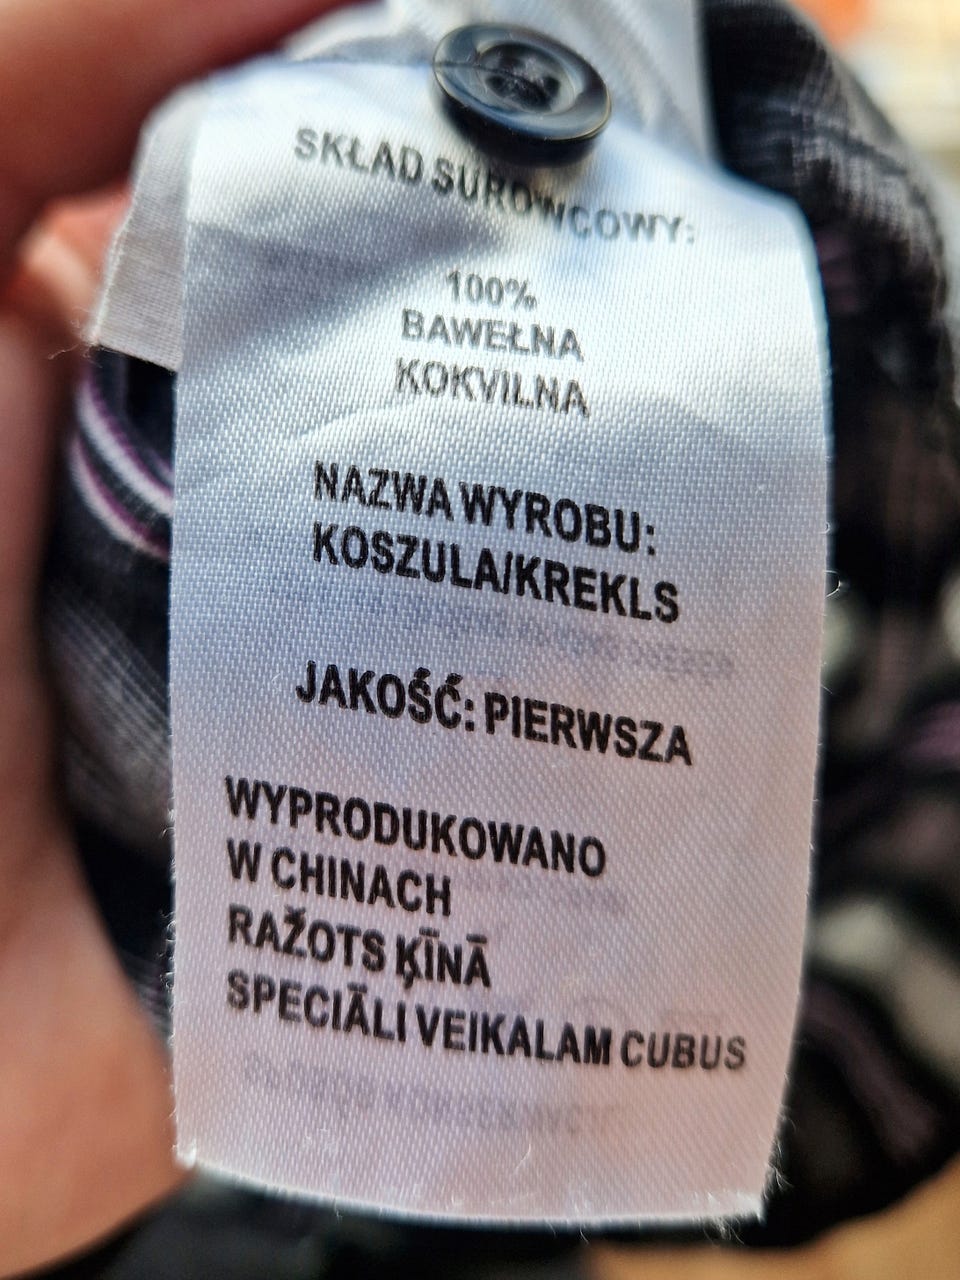 SKŁAD SUROWCOWY:
100%
BAWEŁNA
KOKVILNA
NAZWA WYROBU:
KOSZULA/KREKLS
JAKOŚĆ: PIERWSZA
WYPRODUKOWANO
W CHINACH
RAŽOTS ĶĪNĀ
SPECIĀLI VEIKALAM CUBUS